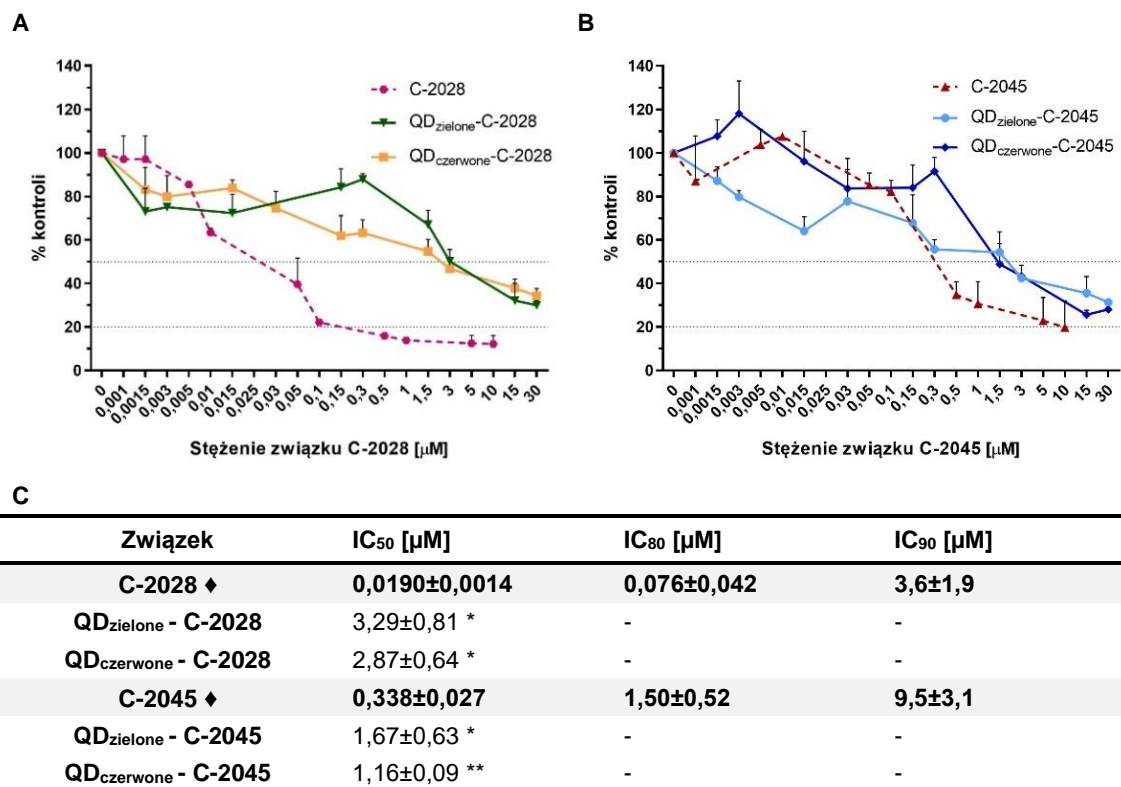 A
140
120
100
80
60
40
20
0
% kontroli
C-2028
QDzielone-C-2028
QDczerwone-C-2028
0 0,001 0,0015 0,003 0,005 0,01 0,015 0,025 0,03 0,05 0,1 0,15 0,3 0,5 1 1,5 3 5 10 15 30
Stężenie związku C-2028 [µM]
B
140
120
100
80
60
40
20
0
% kontroli
C-2045
QDzielone-C-2045
QDczerwone-C-2045
0 0,001 0,0015 0,003 0,005 0,01 0,015 0,025 0,03 0,05 0,1 0,15 0,3 0,5 1 1,5 3 5 10 15 30
Stężenie związku C-2045 [µM]
C
Związek IC50 [µM] IC80 [µM] IC90 [µM]
C-2028 ♦ 0,0190±0,0014 0,076±0,042 3,6±1,9
QDzielone - C-2028 3,29±0,81 * - -
QDczerwone - C-2028 2,87±0,64 * - -
C-2045 ♦ 0,338±0,027 1,50±0,52 9,5±3,1
QDzielone - C-2045 1,67±0,63 * - -
QDczerwone - C-2045 1,16±0,09 ** - -